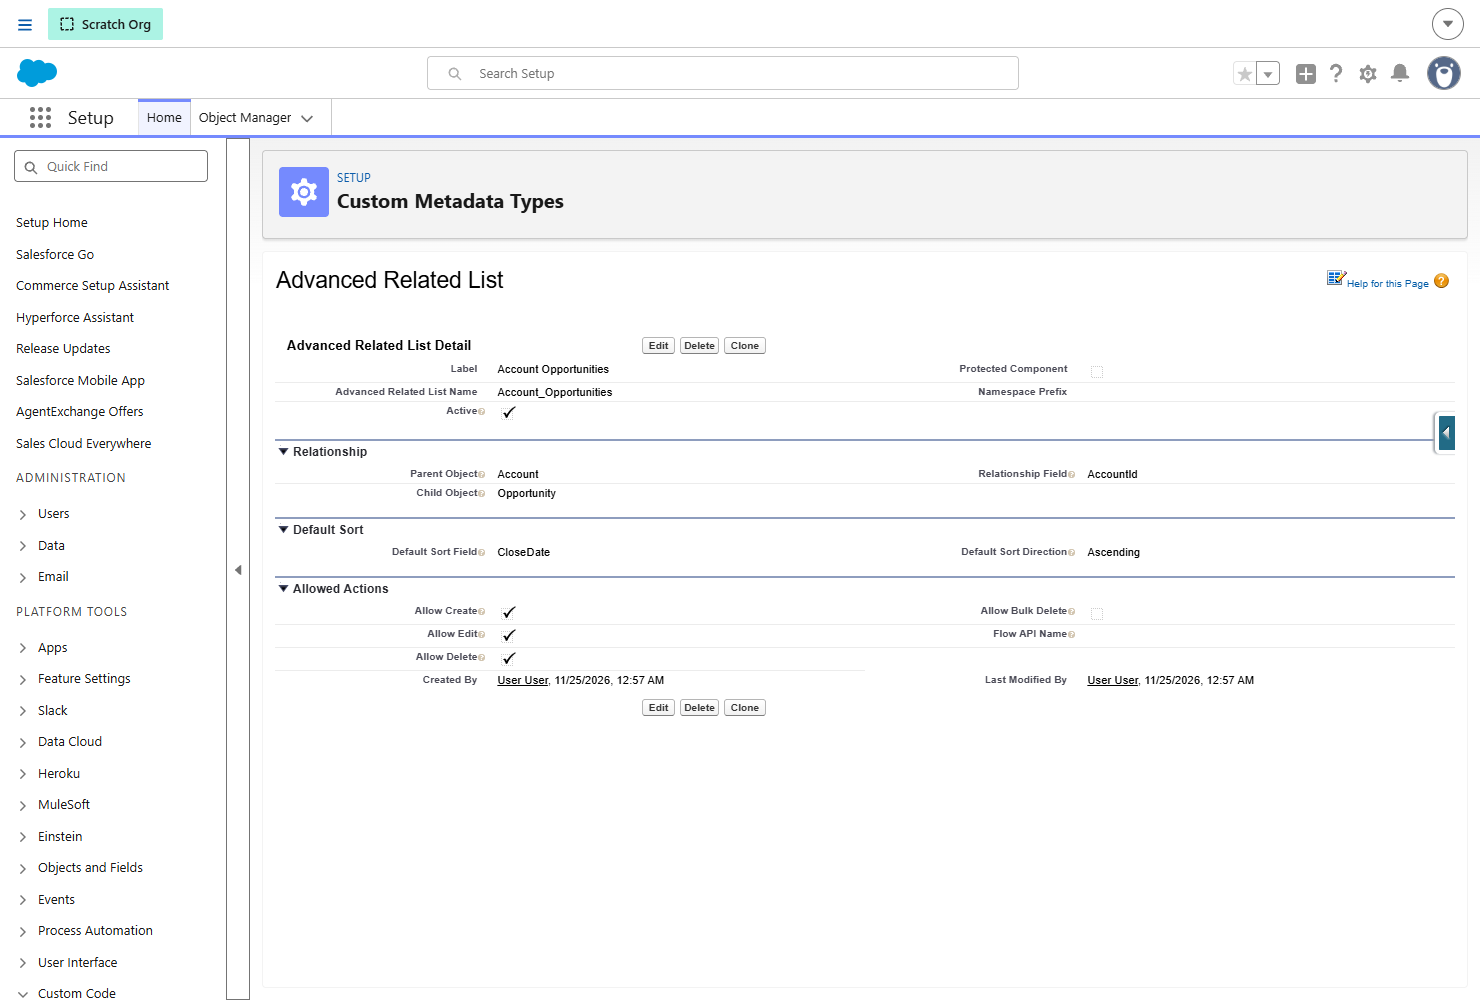 Scratch Org
Search Setup
Setup
Home
Object Manager
Quick Find
Setup Home
Salesforce Go
Commerce Setup Assistant
Hyperforce Assistant
Release Updates
Salesforce Mobile App
AgentExchange Offers
Sales Cloud Everywhere
ADMINISTRATION
Users
Data
Email
PLATFORM TOOLS
Apps
Feature Settings
Slack
Data Cloud
Heroku
MuleSoft
Einstein
Objects and Fields
Events
Process Automation
User Interface
Custom Code
SETUP
Custom Metadata Types
Advanced Related List
Help for this Page
Advanced Related List Detail
Edit Delete Clone
Label Account Opportunities Protected Component
Advanced Related List Name Account_Opportunities Namespace Prefix
Active
Relationship
Parent Object Account Relationship Field AccountId
Child Object Opportunity
Default Sort
Default Sort Field CloseDate Default Sort Direction Ascending
Allowed Actions
Allow Create Allow Bulk Delete
Allow Edit Flow API Name
Allow Delete
Created By User User, 11/25/2026, 12:57 AM Last Modified By User User, 11/25/2026, 12:57 AM
Edit Delete Clone